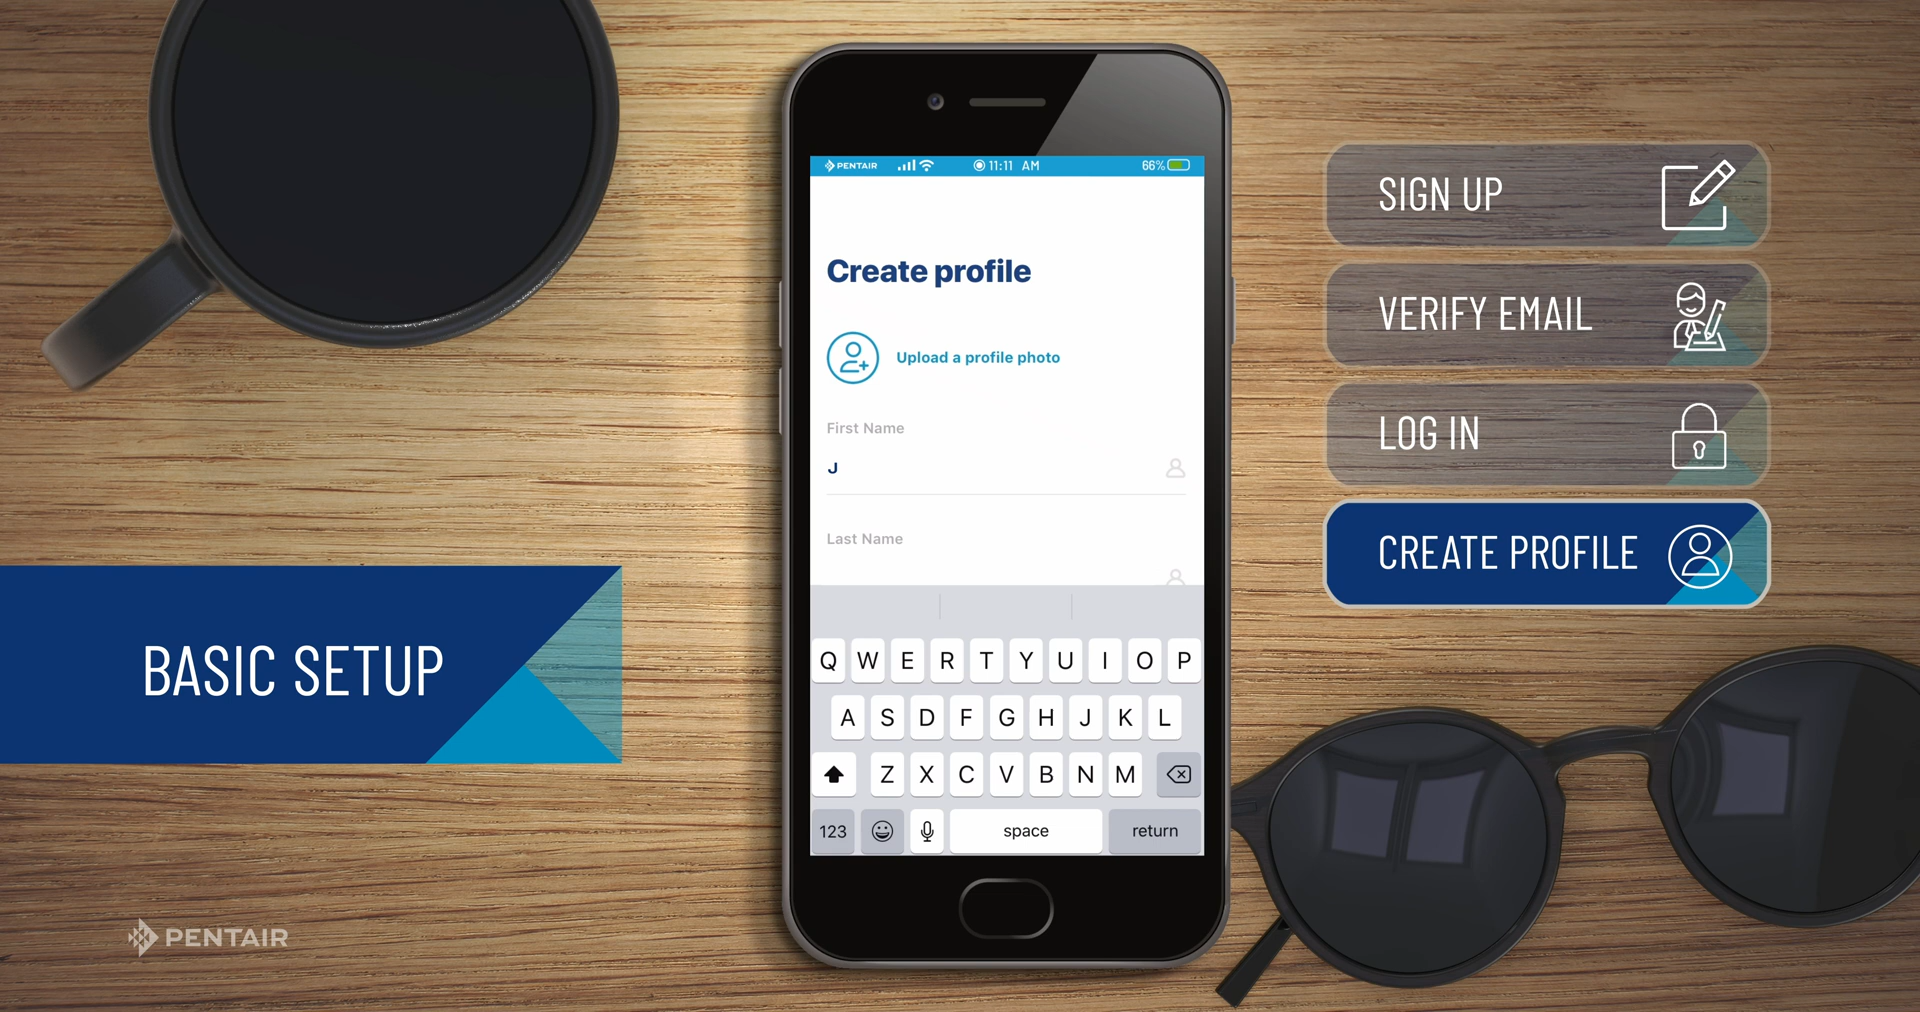 PENTAIR
11:11 AM
66%
Create profile
Upload a profile photo
First Name
J
Last Name
Q W E R T Y U I O P
A S D F G H J K L
Z X C V B N M
123 space return
SIGN UP
VERIFY EMAIL
LOG IN
CREATE PROFILE
BASIC SETUP
PENTAIR